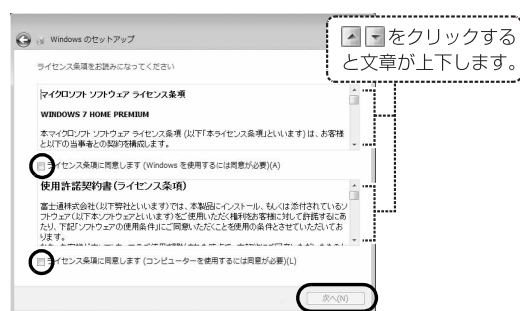 Windows のセットアップ
をクリックする
と文章が上下します。
ライセンス条項をお読みになってください
マイクロソフト ソフトウェア ライセンス条項
WINDOWS 7 HOME PREMIUM
本マイクロソフト ソフトウェア ライセンス条項 (以下「本ライセンス条項」といいます) は、お客様
と以下の当事者との契約を構成します。
ライセンス条項に同意します (Windows を使用するには同意が必要)(A)
使用許諾契約書(ライセンス条項)
富士通株式会社(以下弊社といいます)では、本製品にインストール、もしくは添付されているソ
フトウェア(以下本ソフトウェアといいます)をご使用いただく権利をお客様に対して許諾するにあ
たり、下記「ソフトウェアの使用条件」にご同意いただくことを使用の条件とさせていただいてお
ります。
ライセンス条項に同意します (コンピューターを使用するには同意が必要)(L)
次へ(N)